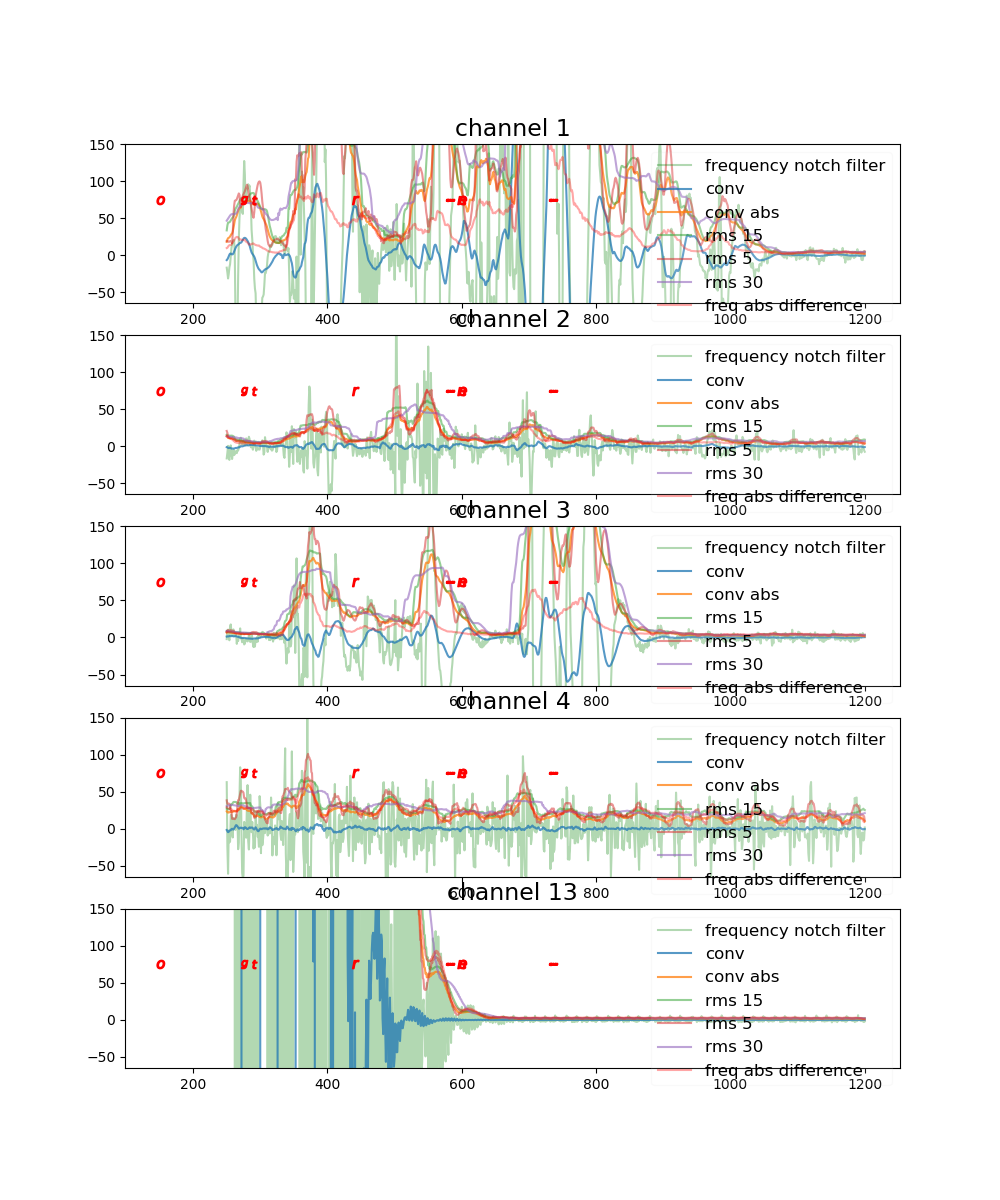 channel 1
150
100
50
0
−50
o
t
r
frequency notch filter
conv
conv abs
rms 15
rms 5
rms 30
freq abs difference
200 400 600 800 1000 1200
channel 2
150
100
50
0
−50
o
t
r
frequency notch filter
conv
conv abs
rms 15
rms 5
rms 30
freq abs difference
200 400 600 800 1000 1200
channel 3
150
100
50
0
−50
o
t
r
frequency notch filter
conv
conv abs
rms 15
rms 5
rms 30
freq abs difference
200 400 600 800 1000 1200
channel 4
150
100
50
0
−50
o
t
r
frequency notch filter
conv
conv abs
rms 15
rms 5
rms 30
freq abs difference
200 400 600 800 1000 1200
channel 13
150
100
50
0
−50
o
t
r
frequency notch filter
conv
conv abs
rms 15
rms 5
rms 30
freq abs difference
200 400 600 800 1000 1200